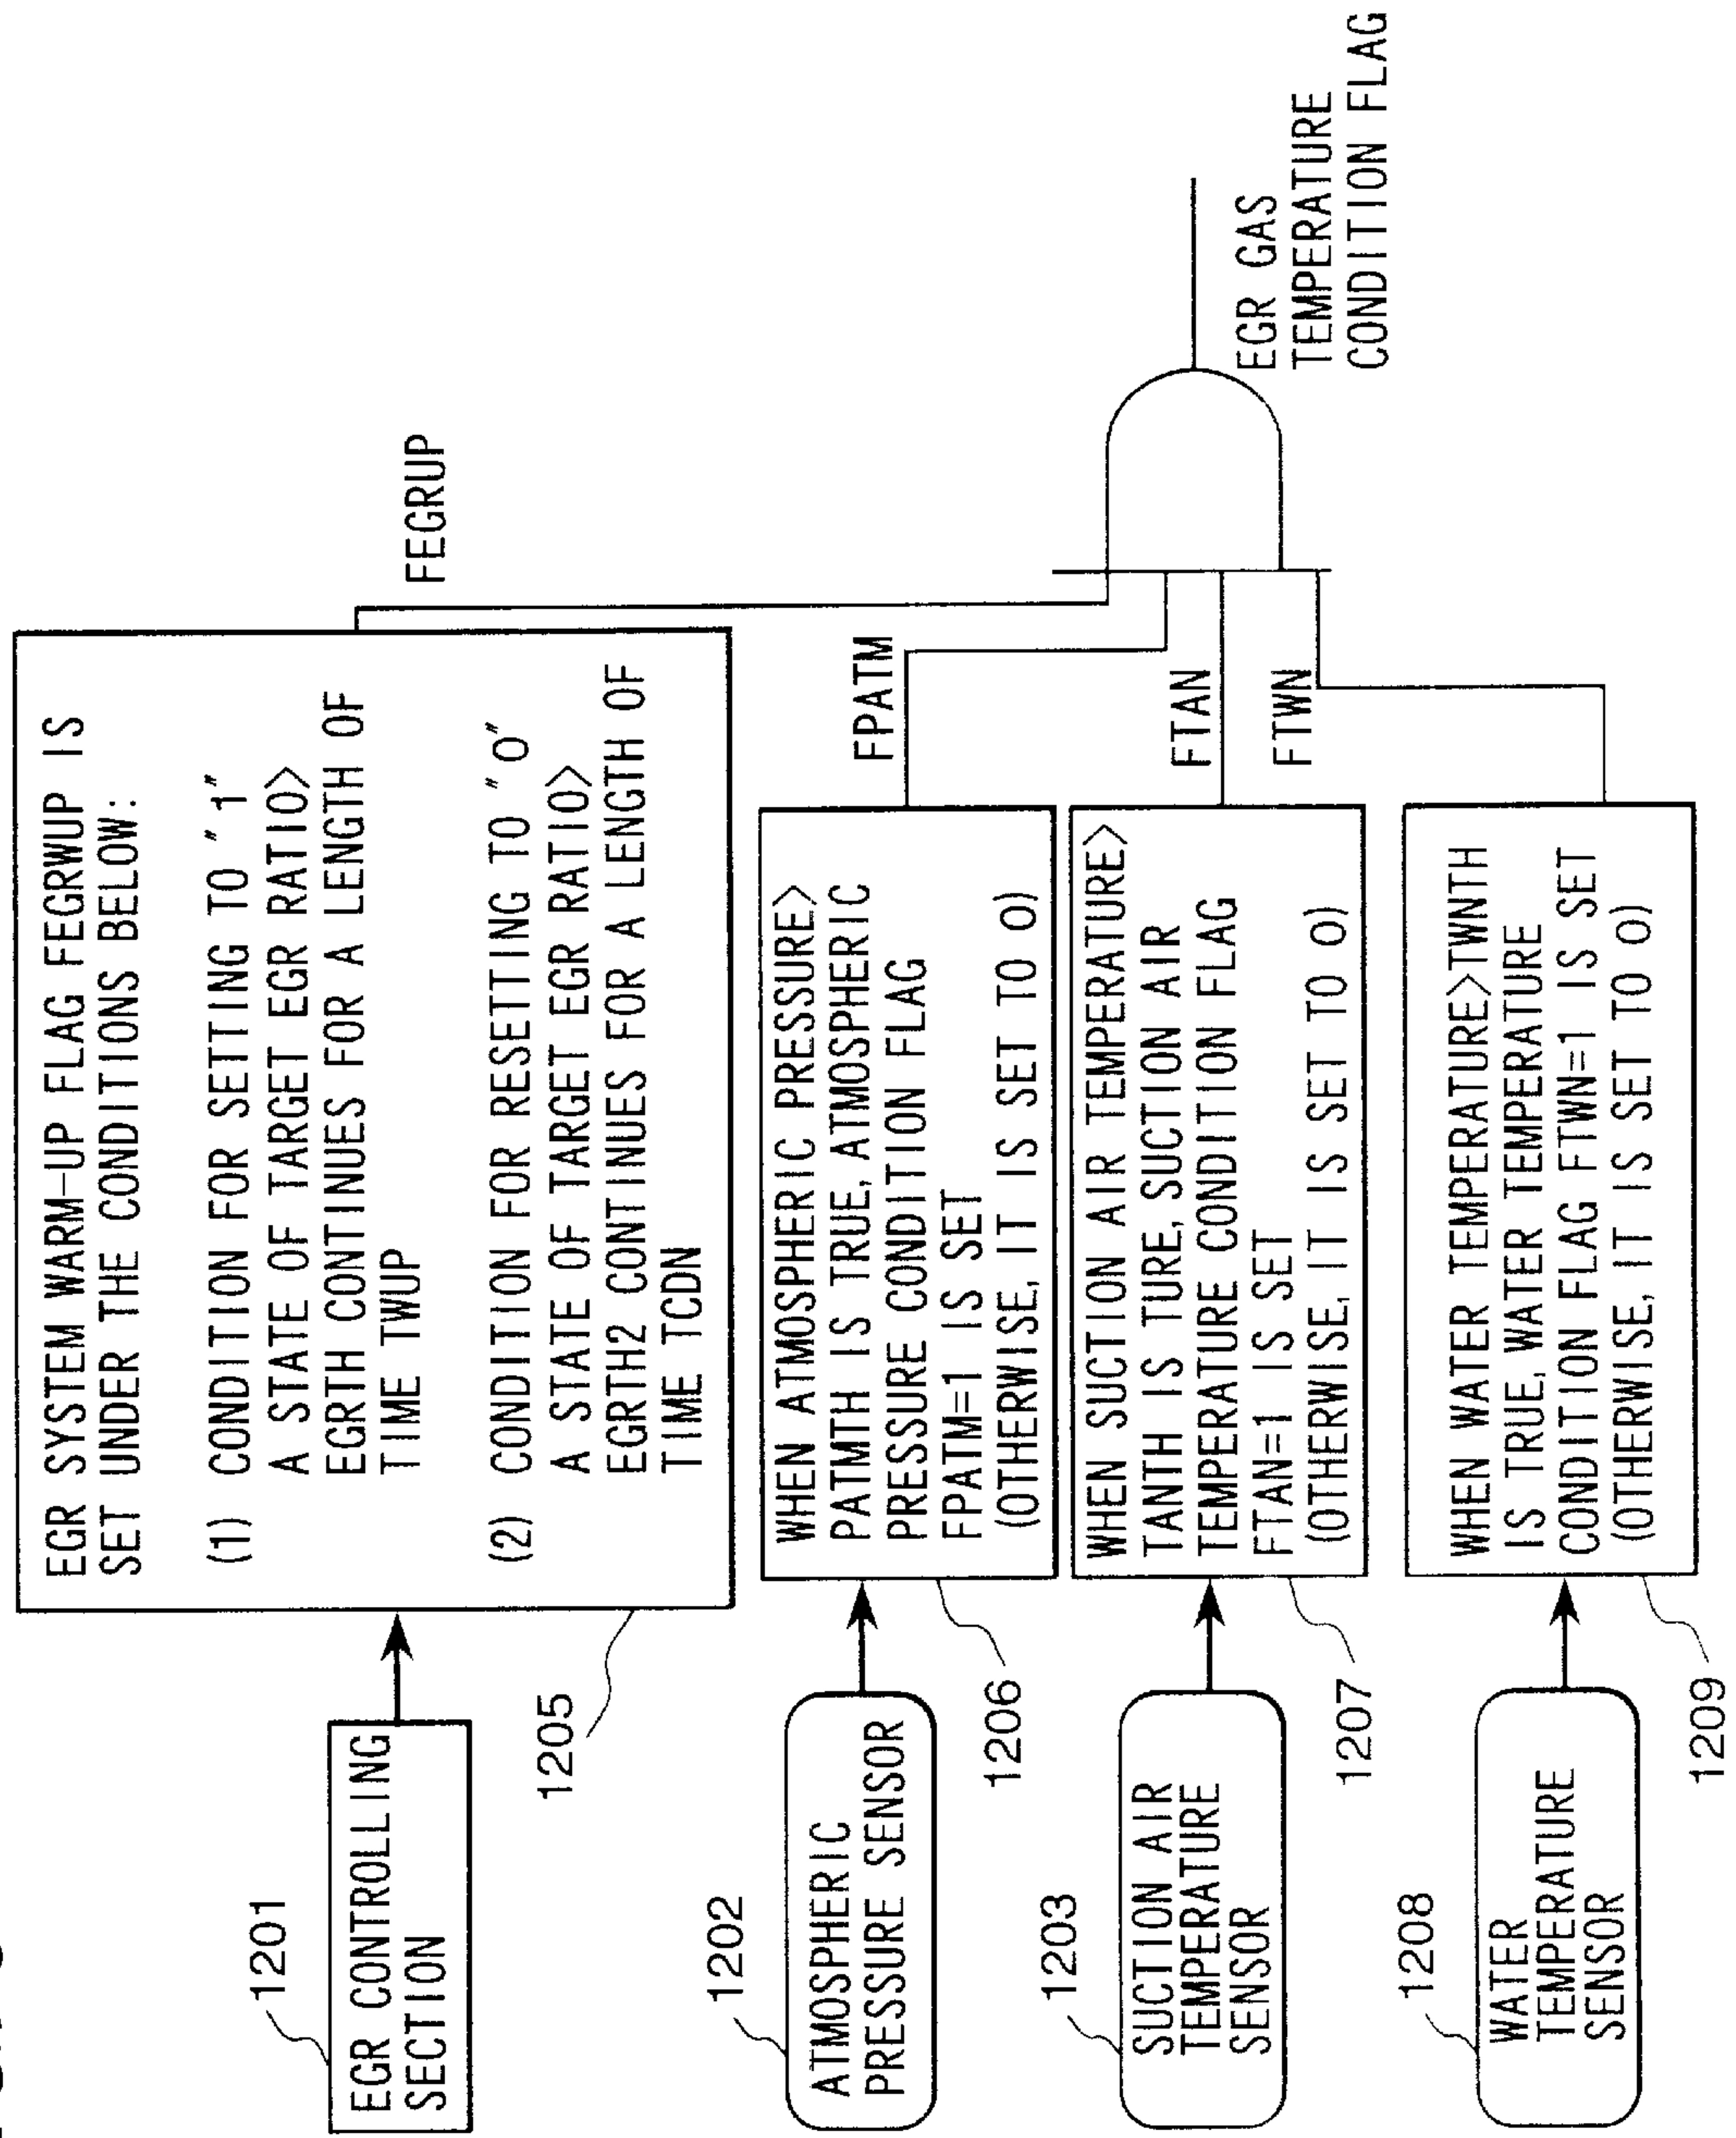 1201
EGR CONTROLLING
SECTION
1205
EGR SYSTEM WARM-UP FLAG FEGRWUP IS
SET UNDER THE CONDITIONS BELOW:
(1) CONDITION FOR SETTING TO "1"
A STATE OF TARGET EGR RATIO>
EGRTH CONTINUES FOR A LENGTH OF
TIME TWUP
(2) CONDITION FOR RESETTING TO "0"
A STATE OF TARGET EGR RATIO>
EGRTH2 CONTINUES FOR A LENGTH OF
TIME TCDN
FEGRUP
1202
ATMOSPHERIC
PRESSURE SENSOR
1206
WHEN ATMOSPHERIC PRESSURE>
PATMTH IS TRUE, ATMOSPHERIC
PRESSURE CONDITION FLAG
FPATM=1 IS SET
(OTHERWISE, IT IS SET TO 0)
FPATM
1203
SUCTION AIR
TEMPERATURE
SENSOR
1207
WHEN SUCTION AIR TEMPERATURE>
TANTH IS TURE, SUCTION AIR
TEMPERATURE CONDITION FLAG
FTAN=1 IS SET
(OTHERWISE, IT IS SET TO 0)
FTAN
1208
WATER
TEMPERATURE
SENSOR
1209
WHEN WATER TEMPERATURE>TWNTH
IS TRUE, WATER TEMPERATURE
CONDITION FLAG FTWN=1 IS SET
(OTHERWISE, IT IS SET TO 0)
FTWN
EGR GAS
TEMPERATURE
CONDITION FLAG